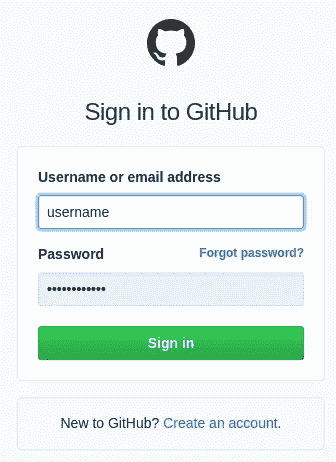 Sign in to GitHub
Username or email address
username
Password Forgot password?
••••••••••••
Sign in
New to GitHub? Create an account.